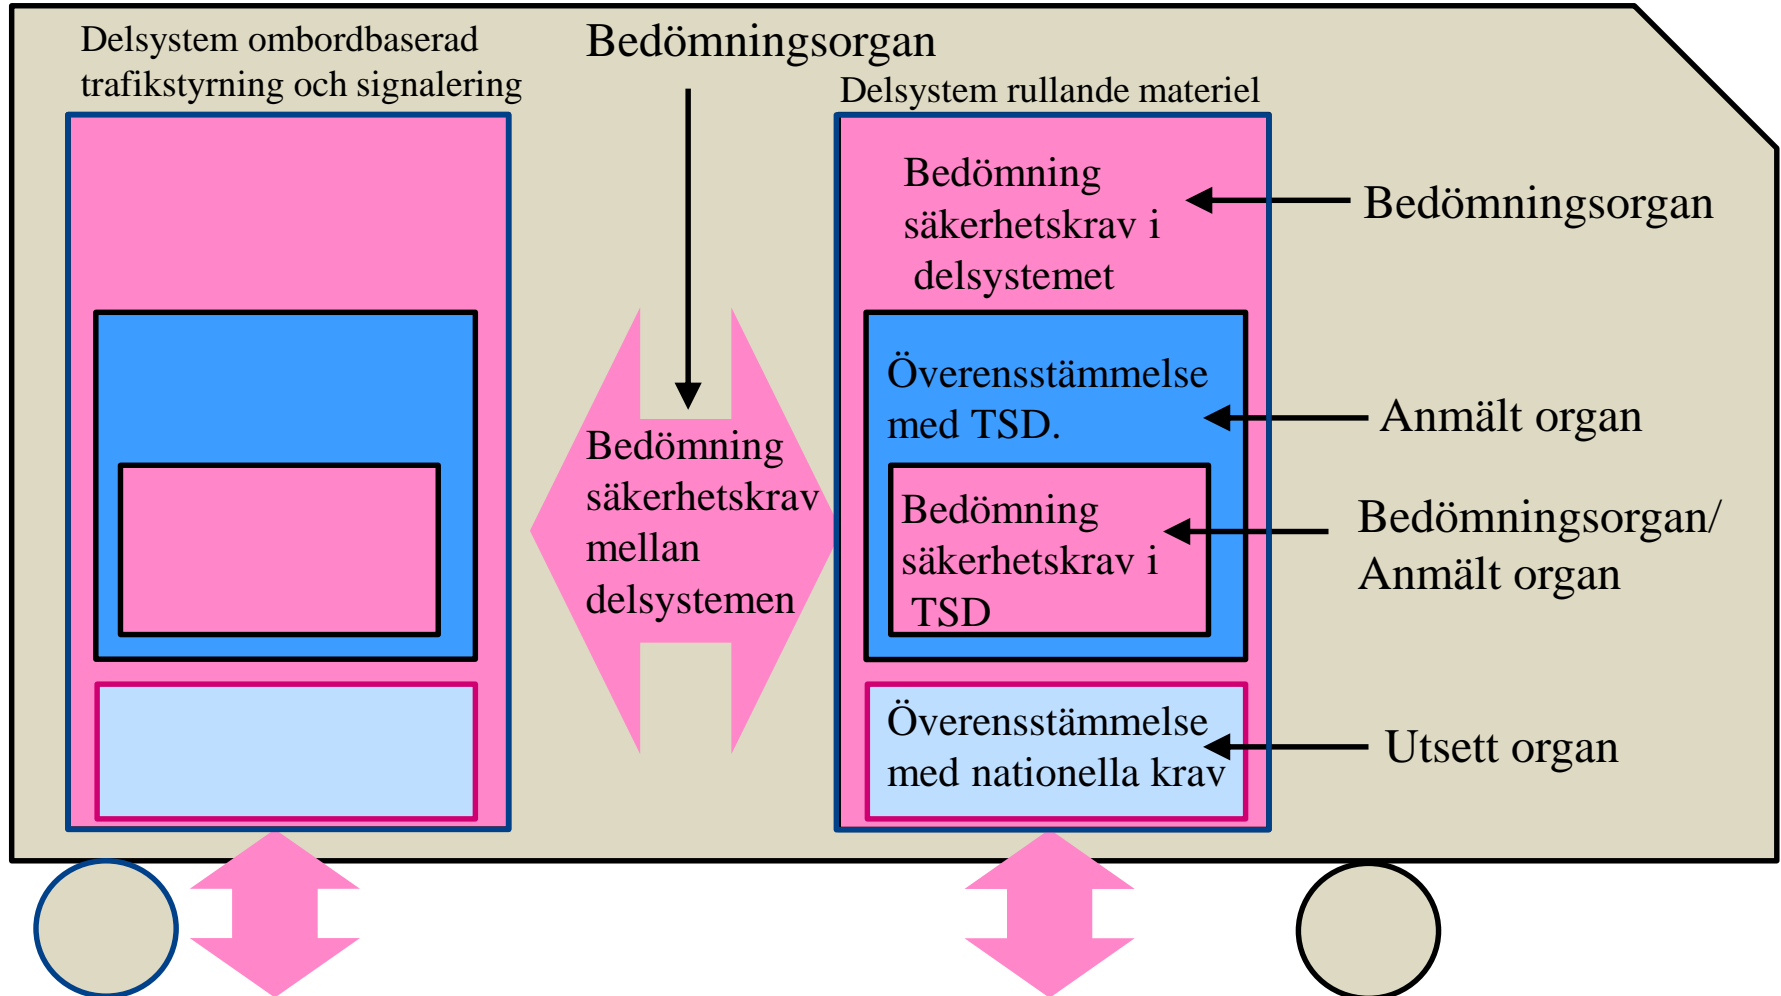 Delsystem ombordbaserad
trafikstyrning och signalering
Bedömningsorgan
Delsystem rullande materiel
Bedömning
säkerhetskrav i
delsystemet
Bedömningsorgan
Överensstämmelse
med TSD.
Anmält organ
Bedömning
säkerhetskrav
mellan
delsystemen
Bedömning
säkerhetskrav i
TSD
Bedömningsorgan/
Anmält organ
Överensstämmelse
med nationella krav
Utsett organ